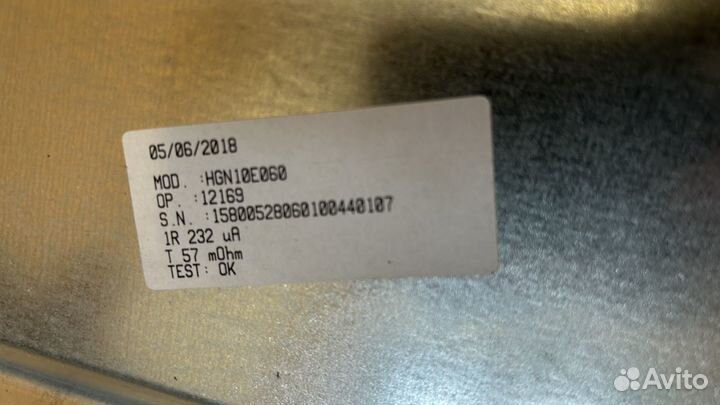 05/06/2018
MOD. :HGN10E060
OP. :12169
S.N. :15800528060100440107
1R 232 uA
T 57 mOhm
TEST: OK
Avito